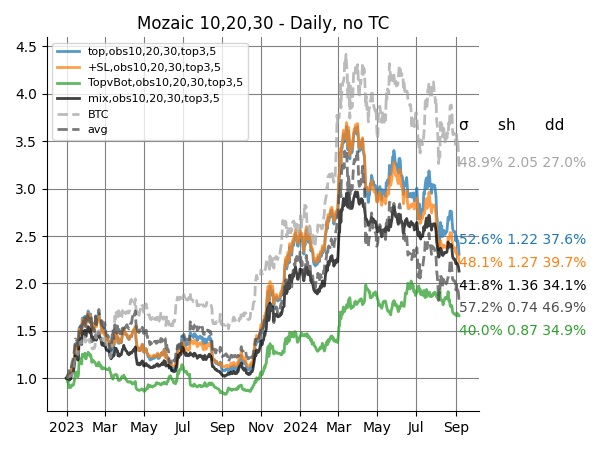 Mozaic 10,20,30 - Daily, no TC
top,obs10,20,30,top3,5
+SL,obs10,20,30,top3,5
TopvBot,obs10,20,30,top3,5
mix,obs10,20,30,top3,5
BTC
avg
4.5
4.0
3.5
3.0
2.5
2.0
1.5
1.0
σ sh dd
48.9% 2.05 27.0%
52.6% 1.22 37.6%
48.1% 1.27 39.7%
41.8% 1.36 34.1%
57.2% 0.74 46.9%
40.0% 0.87 34.9%
2023 Mar May Jul Sep Nov 2024 Mar May Jul Sep